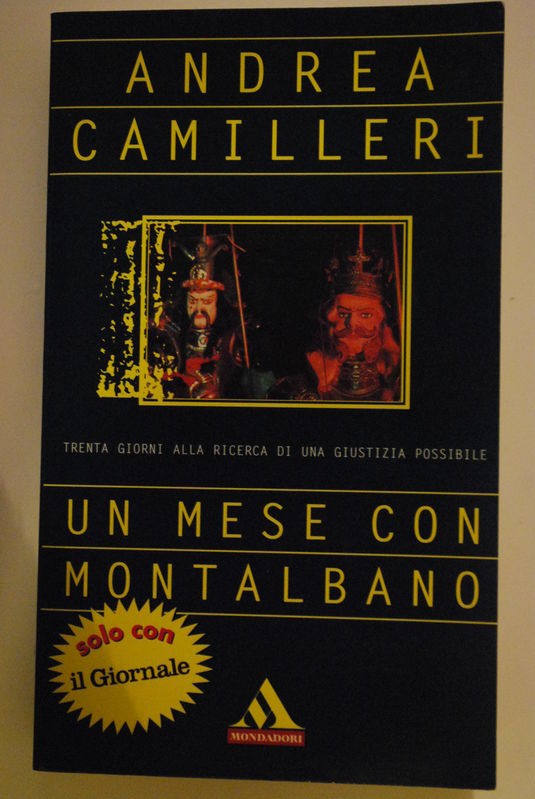 ANDREA
CAMILLERI
TRENTA GIORNI ALLA RICERCA DI UNA GIUSTIZIA POSSIBILE
UN MESE CON
MONTALBANO
solo con
il Giornale
MONDADORI